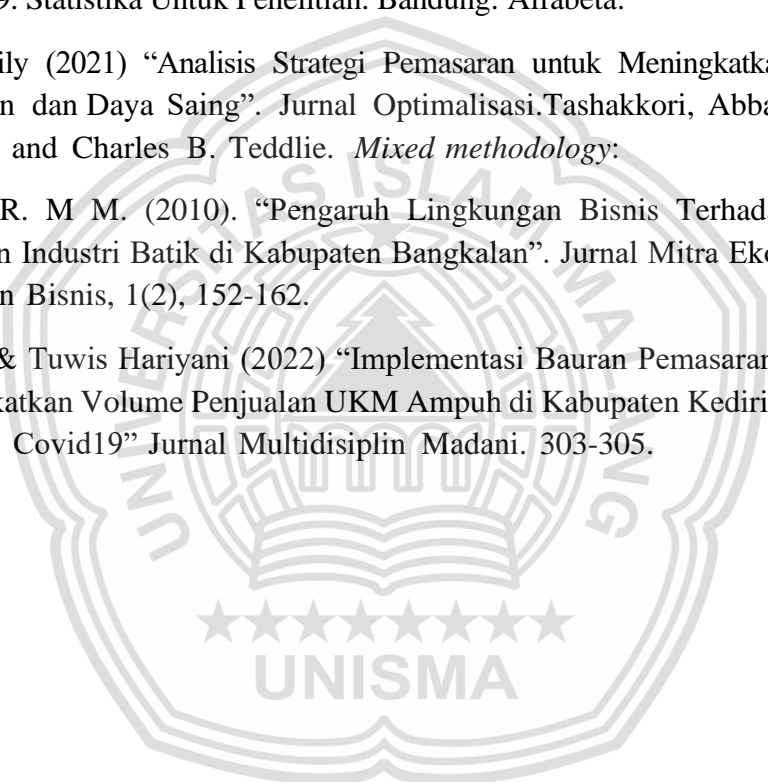 9. Statistika Untuk Penelitian. Bandung: Alfabeta.
ily (2021) “Analisis Strategi Pemasaran untuk Meningkatka
n dan Daya Saing”. Jurnal Optimalisasi.Tashakkori, Abba
and Charles B. Teddlie. Mixed methodology:
R. M M. (2010). “Pengaruh Lingkungan Bisnis Terhad
n Industri Batik di Kabupaten Bangkalan”. Jurnal Mitra Eko
n Bisnis, 1(2), 152-162.
& Tuwis Hariyani (2022) “Implementasi Bauran Pemasaran
katkan Volume Penjualan UKM Ampuh di Kabupaten Kediri
Covid19” Jurnal Multidisiplin Madani. 303-305.
UNIVERSITAS ISLAM MALANG
UNISMA